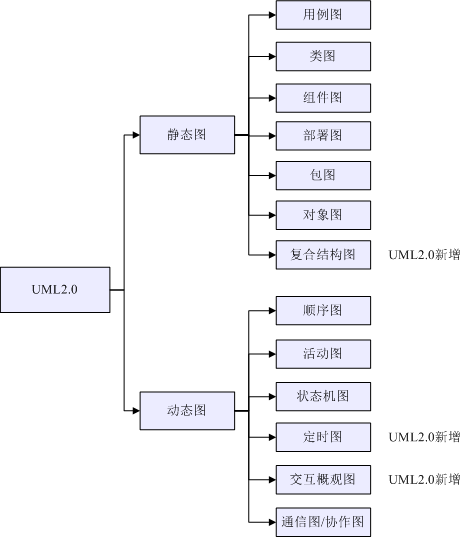 用例图
类图
组件图
静态图
部署图
包图
对象图
复合结构图 UML2.0新增
UML2.0
顺序图
活动图
状态机图
动态图
定时图 UML2.0新增
交互概观图 UML2.0新增
通信图/协作图